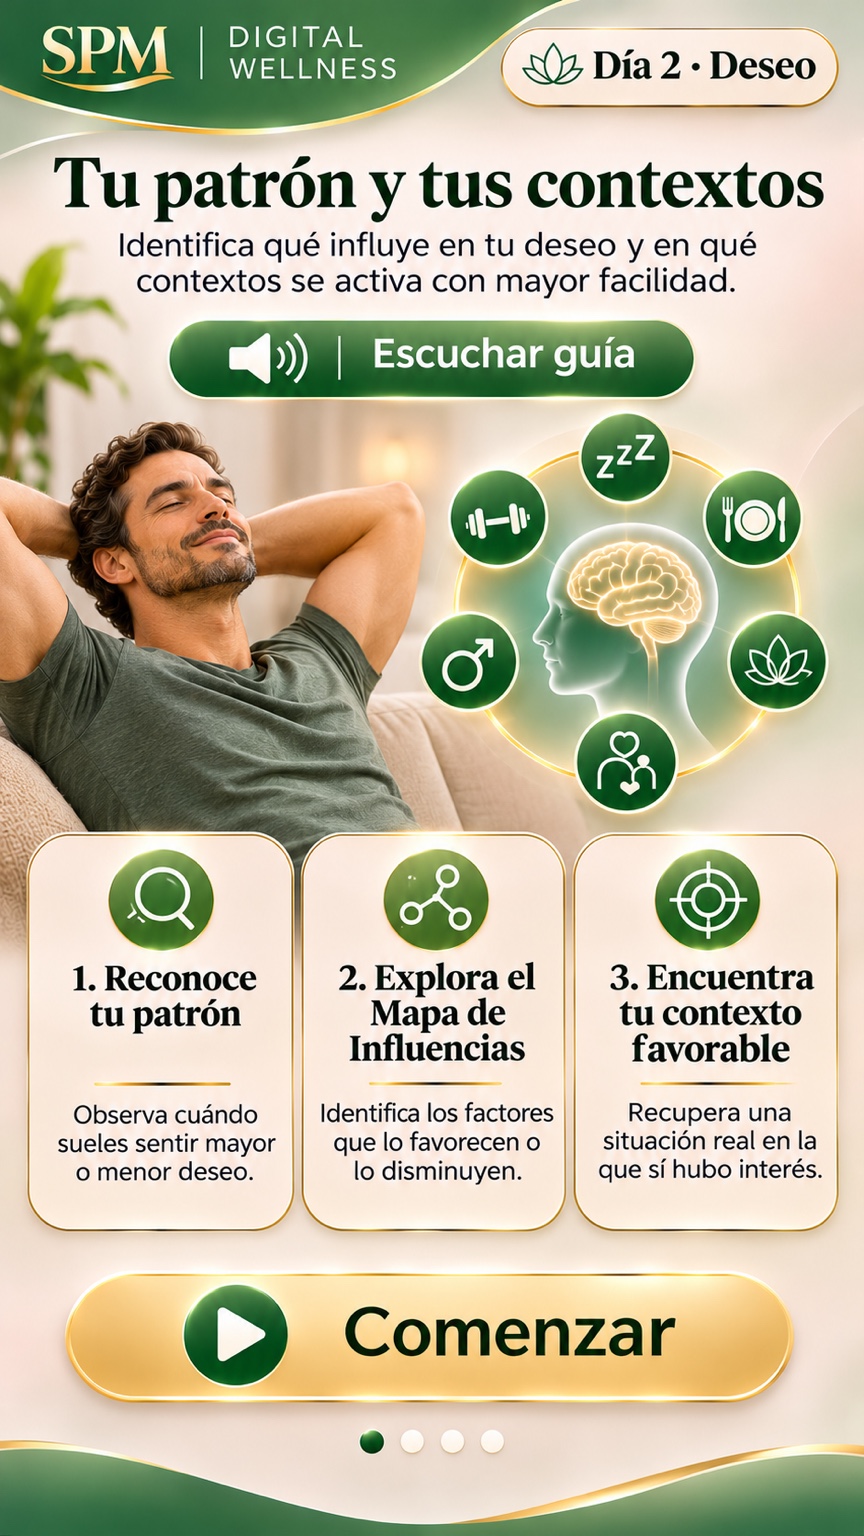 SPM
DIGITAL
WELLNESS
Día 2 · Deseo
Tu patrón y tus contextos
Identifica qué influye en tu deseo y en qué
contextos se activa con mayor facilidad.
Escuchar guía
zzZ
1. Reconoce
tu patrón
Observa cuándo
sueles sentir mayor
o menor deseo.
2. Explora el
Mapa de
Influencias
Identifica los factores
que lo favorecen o
lo disminuyen.
3. Encuentra
tu contexto
favorable
Recupera una
situación real en la
que sí hubo interés.
Comenzar